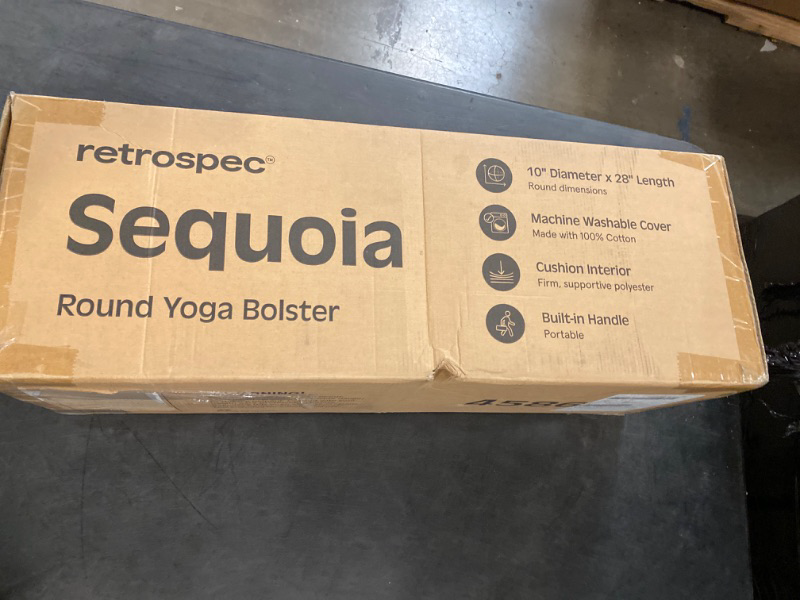 retrospec™
Sequoia
Round Yoga Bolster
10" Diameter x 28" Length
Round dimensions
Machine Washable Cover
Made with 100% Cotton
Cushion Interior
Firm, supportive polyester
Built-in Handle
Portable